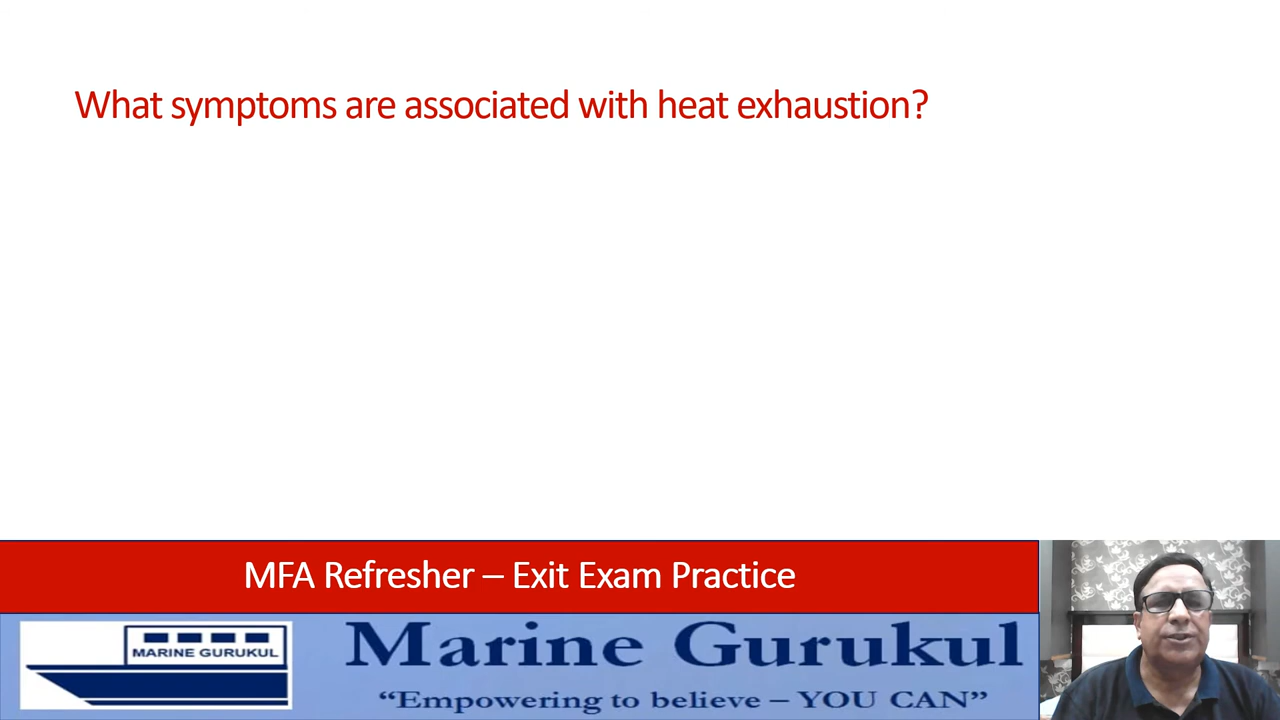 What symptoms are associated with heat exhaustion?
MFA Refresher – Exit Exam Practice
MARINE GURUKUL
Marine Gurukul
“Empowering to believe – YOU CAN”